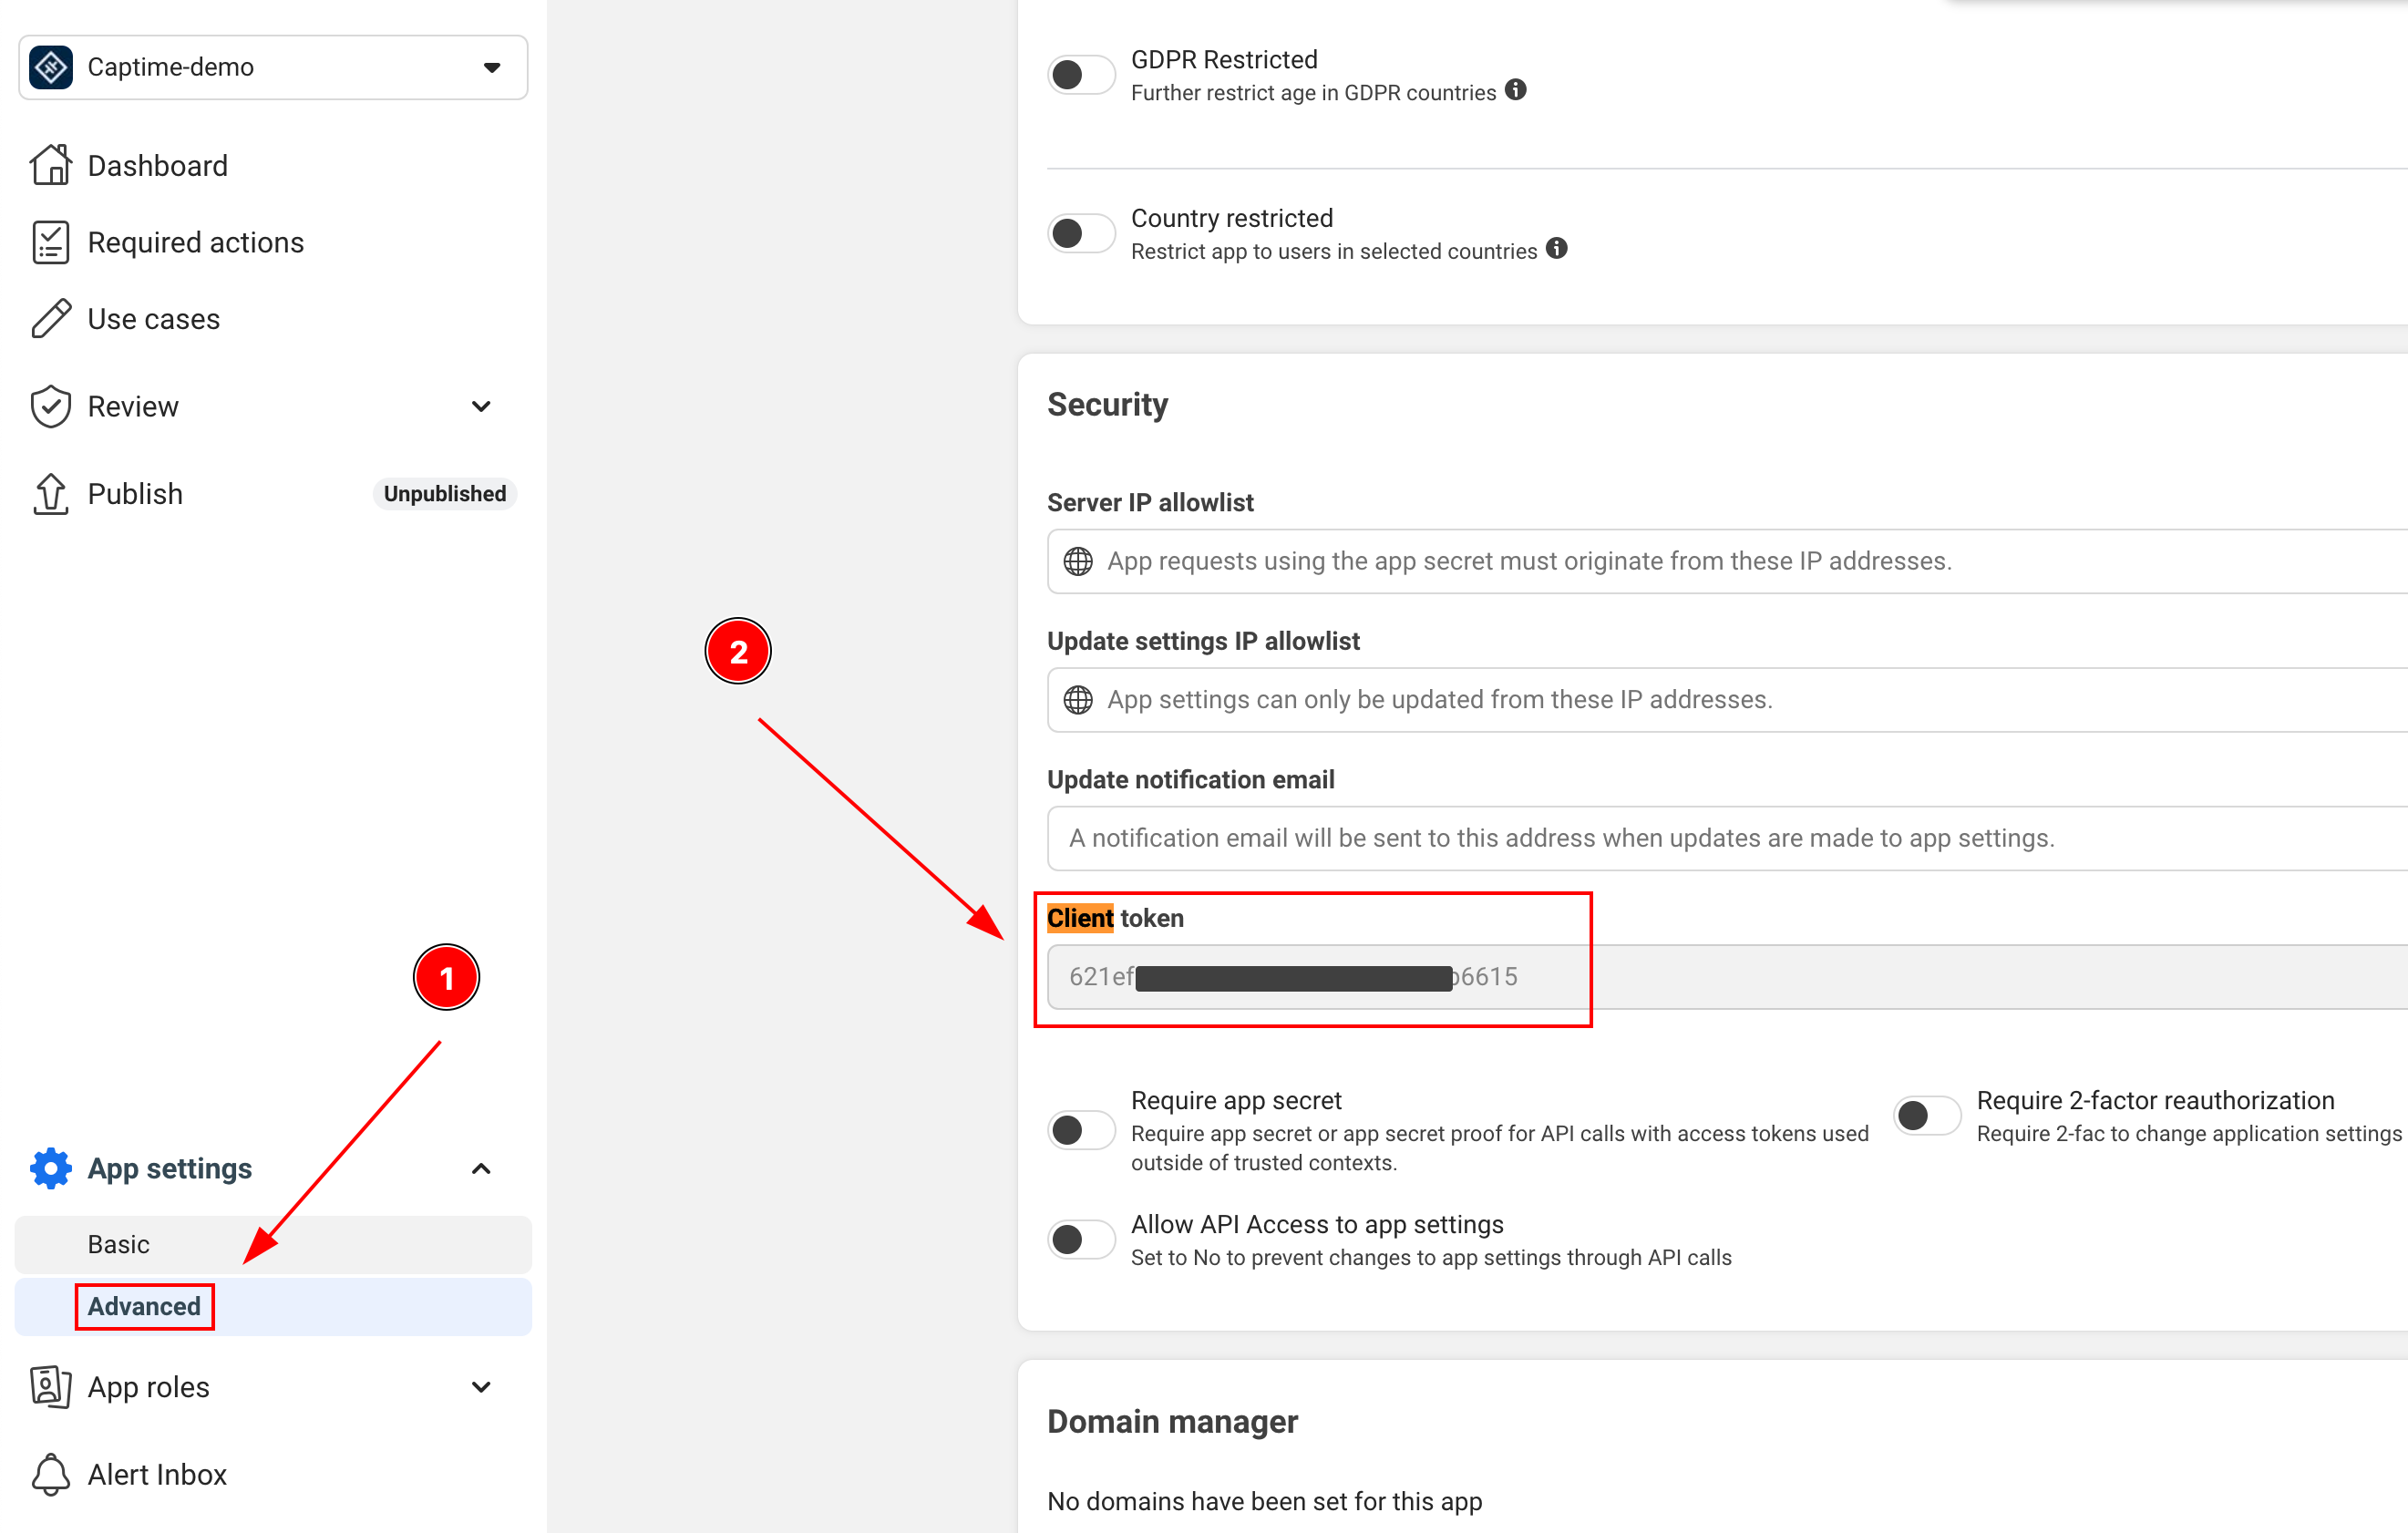 Captime-demo
Dashboard
Required actions
Use cases
Review
Publish
Unpublished
1
App settings
Basic
Advanced
App roles
Alert Inbox
2
GDPR Restricted
Further restrict age in GDPR countries
Country restricted
Restrict app to users in selected countries
Security
Server IP allowlist
App requests using the app secret must originate from these IP addresses.
Update settings IP allowlist
App settings can only be updated from these IP addresses.
Update notification email
A notification email will be sent to this address when updates are made to app settings.
Client token
621ef 6615
Require app secret
Require app secret or app secret proof for API calls with access tokens used
outside of trusted contexts.
Require 2-factor reauthorization
Require 2-fac to change application settings
Allow API Access to app settings
Set to No to prevent changes to app settings through API calls
Domain manager
No domains have been set for this app